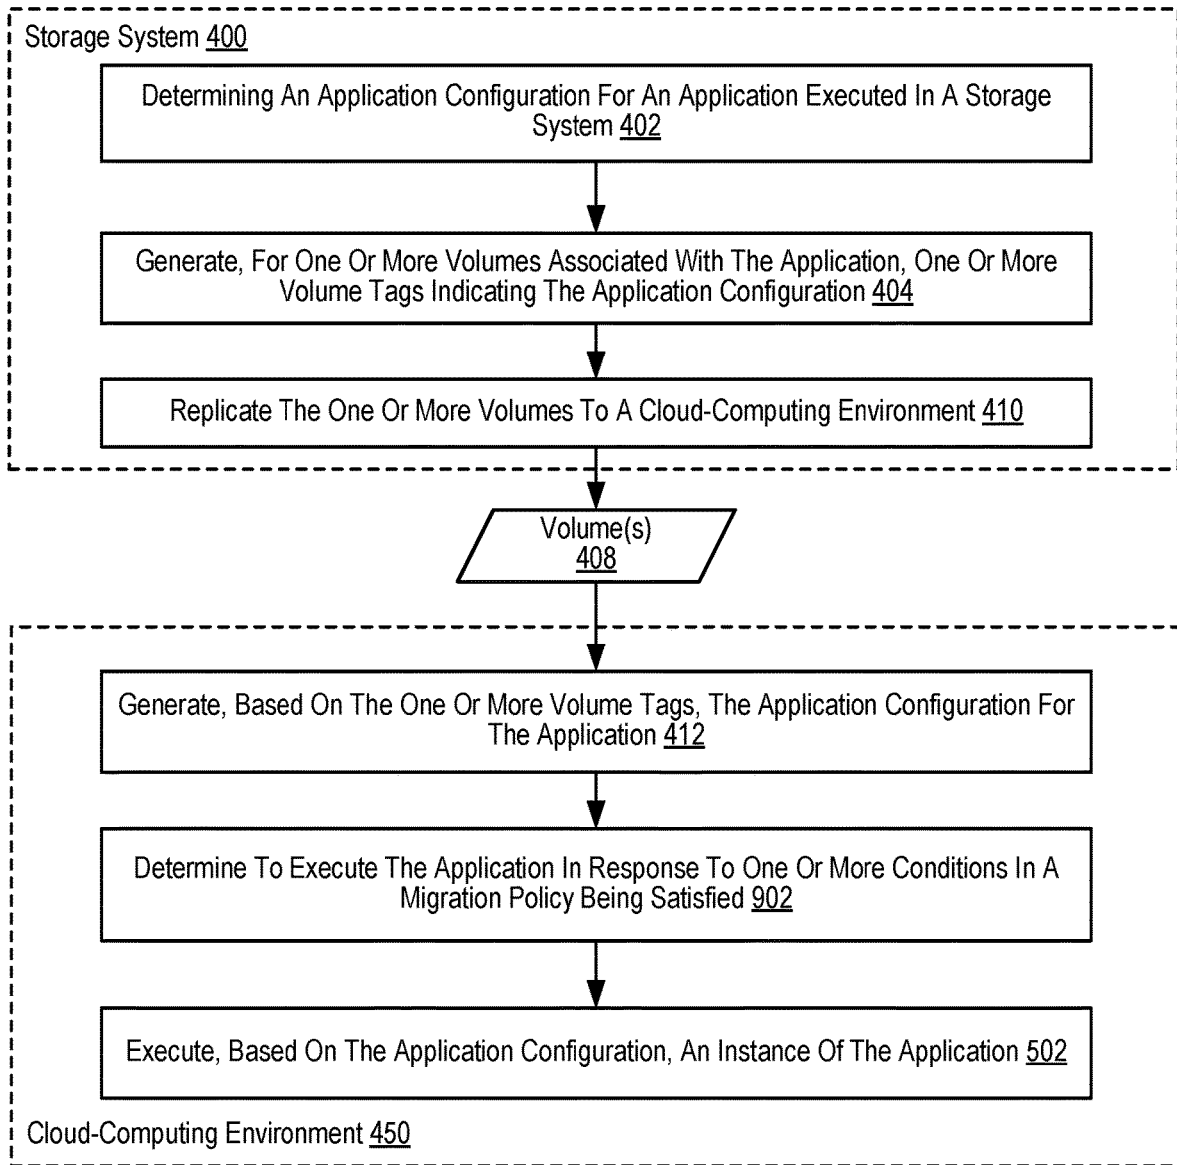 Storage System 400
Determining An Application Configuration For An Application Executed In A Storage
System 402
Generate, For One Or More Volumes Associated With The Application, One Or More
Volume Tags Indicating The Application Configuration 404
Replicate The One Or More Volumes To A Cloud-Computing Environment 410
Volume(s)
408
Generate, Based On The One Or More Volume Tags, The Application Configuration For
The Application 412
Determine To Execute The Application In Response To One Or More Conditions In A
Migration Policy Being Satisfied 902
Execute, Based On The Application Configuration, An Instance Of The Application 502
Cloud-Computing Environment 450